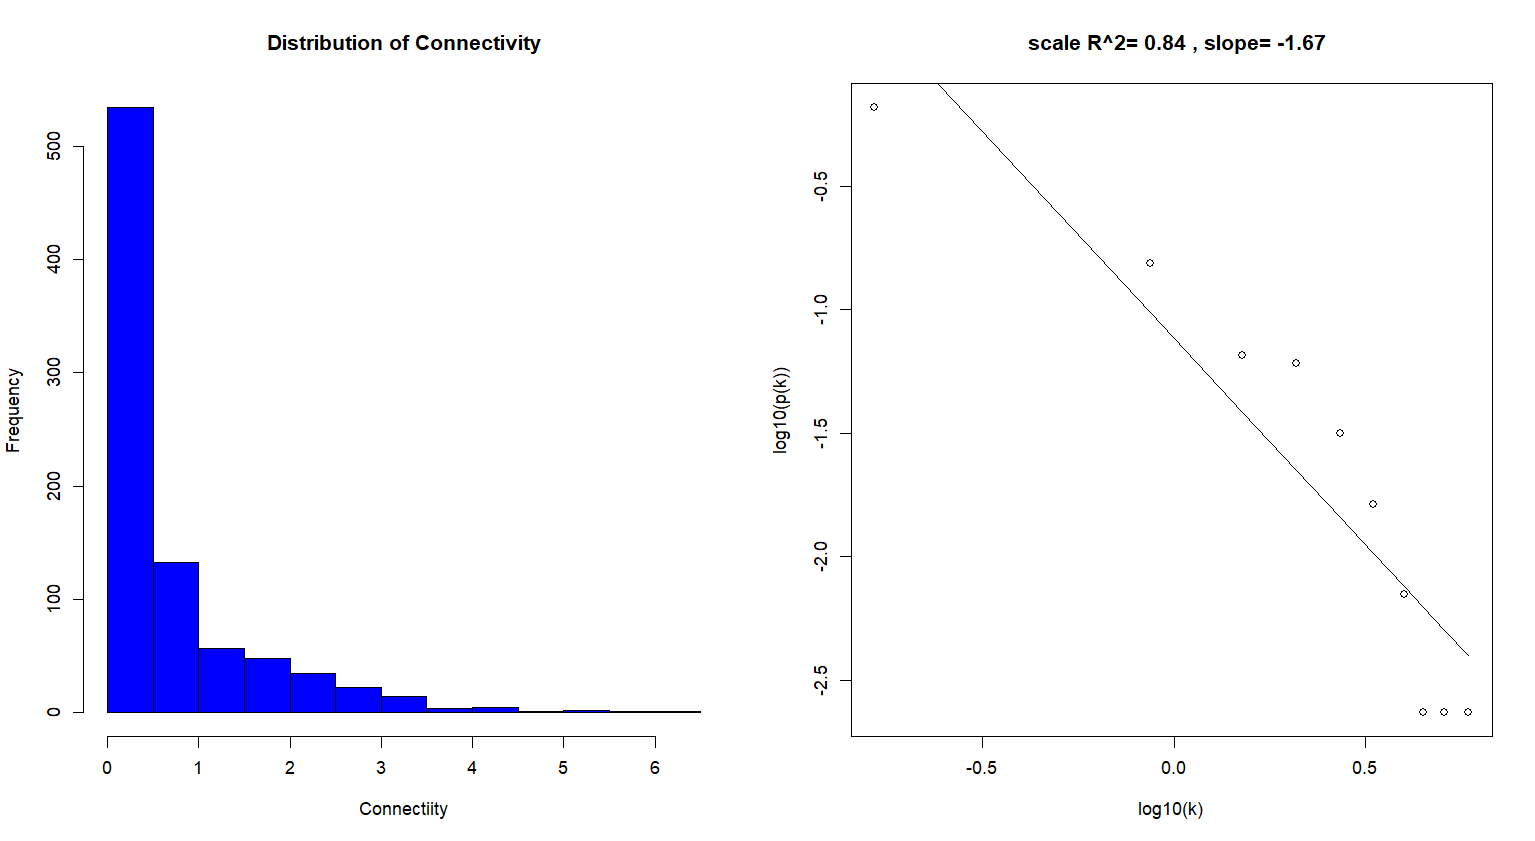 Distribution of Connectivity
Frequency
0
100
200
300
400
500
0 1 2 3 4 5 6
Connectiity
scale R^2= 0.84 , slope= -1.67
log10(p(k))
-0.5
-1.0
-1.5
-2.0
-2.5
-0.5 0.0 0.5
log10(k)